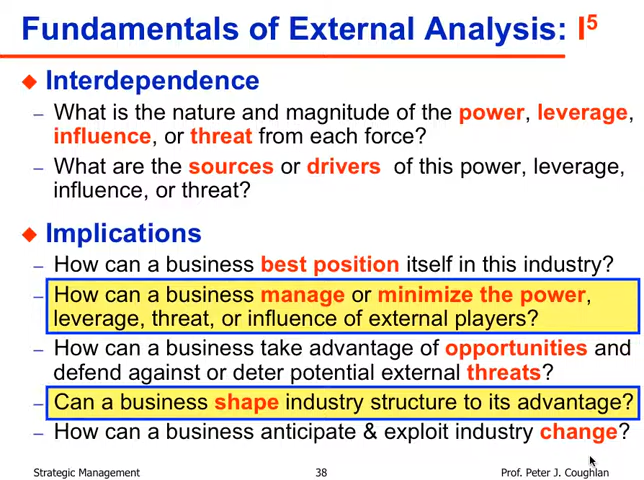 Fundamentals of External Analysis: I⁵
◆ Interdependence
– What is the nature and magnitude of the power, leverage,
influence, or threat from each force?
– What are the sources or drivers of this power, leverage,
influence, or threat?
◆ Implications
– How can a business best position itself in this industry?
– How can a business manage or minimize the power,
leverage, threat, or influence of external players?
– How can a business take advantage of opportunities and
defend against or deter potential external threats?
– Can a business shape industry structure to its advantage?
– How can a business anticipate & exploit industry change?
Strategic Management 38 Prof. Peter J. Coughlan